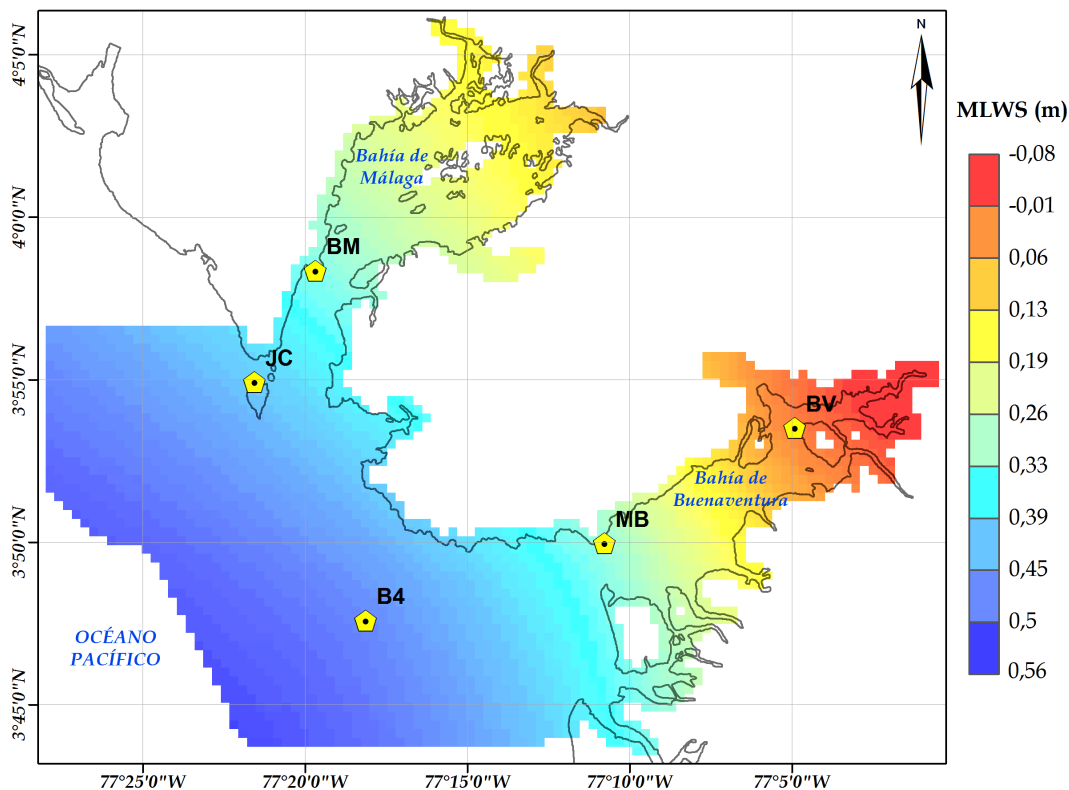 N
MLWS (m)
-0,08
-0,01
0,06
0,13
0,19
0,26
0,33
0,39
0,45
0,5
0,56
4°5'0"N
4°0'0"N
3°55'0"N
3°50'0"N
3°45'0"N
Bahía de
Málaga
BM
JC
BV
Bahía de
Buenaventura
MB
B4
OCÉANO
PACÍFICO
77°25'0"W
77°20'0"W
77°15'0"W
77°10'0"W
77°5'0"W